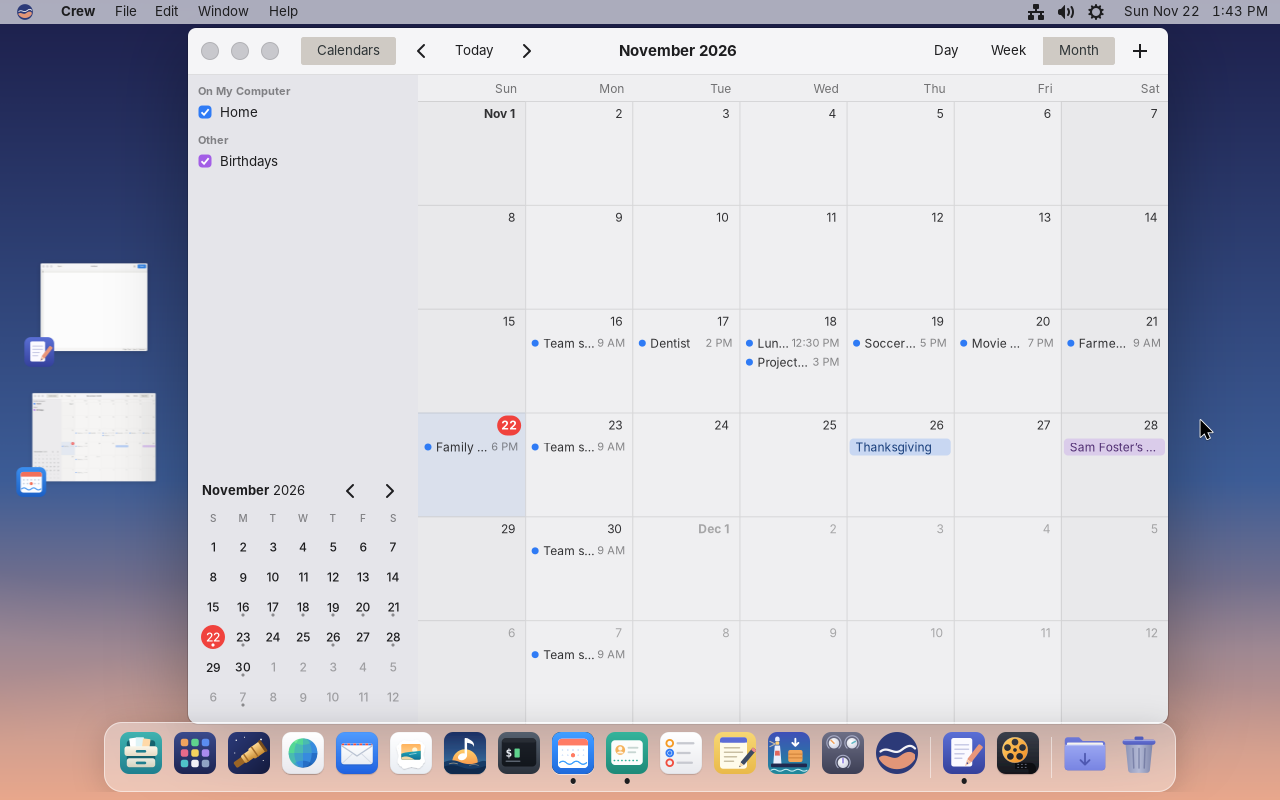 Crew File Edit Window Help Sun Nov 22 1:43 PM
Calendars Today November 2026 Day Week Month
On My Computer
Home
Other
Birthdays
Sun Mon Tue Wed Thu Fri Sat
Nov 1 2 3 4 5 6 7
8 9 10 11 12 13 14
15 16 17 18 19 20 21
Team s... 9 AM Dentist 2 PM Lun... 12:30 PM Soccer... 5 PM Movie ... 7 PM Farme... 9 AM
Project... 3 PM
22 23 24 25 26 27 28
Family ... 6 PM Team s... 9 AM Thanksgiving Sam Foster's ...
29 30 Dec 1 2 3 4 5
Team s... 9 AM
6 7 8 9 10 11 12
Team s... 9 AM
November 2026
S M T W T F S
1 2 3 4 5 6 7
8 9 10 11 12 13 14
15 16 17 18 19 20 21
22 23 24 25 26 27 28
29 30 1 2 3 4 5
6 7 8 9 10 11 12